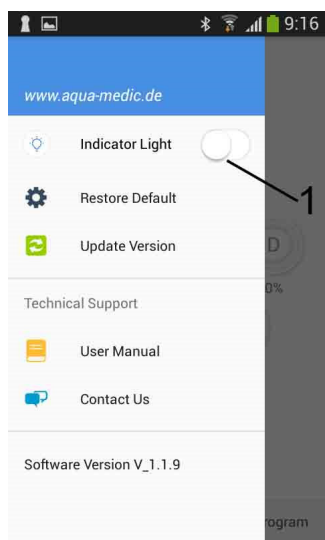 9:16
www.aqua-medic.de
Indicator Light
1
Restore Default
Update Version
D
0%
Technical Support
User Manual
Contact Us
Software Version V_1.1.9
rogram